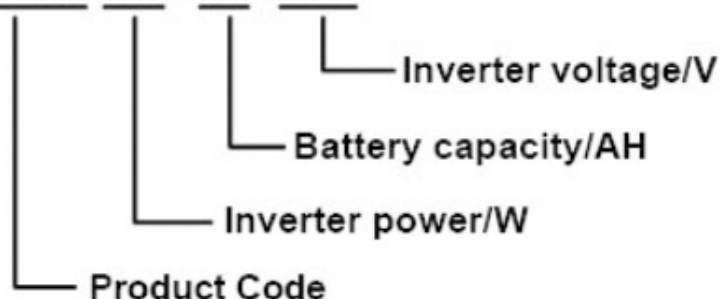 Inverter voltage/V
Battery capacity/AH
Inverter power/W
Product Code